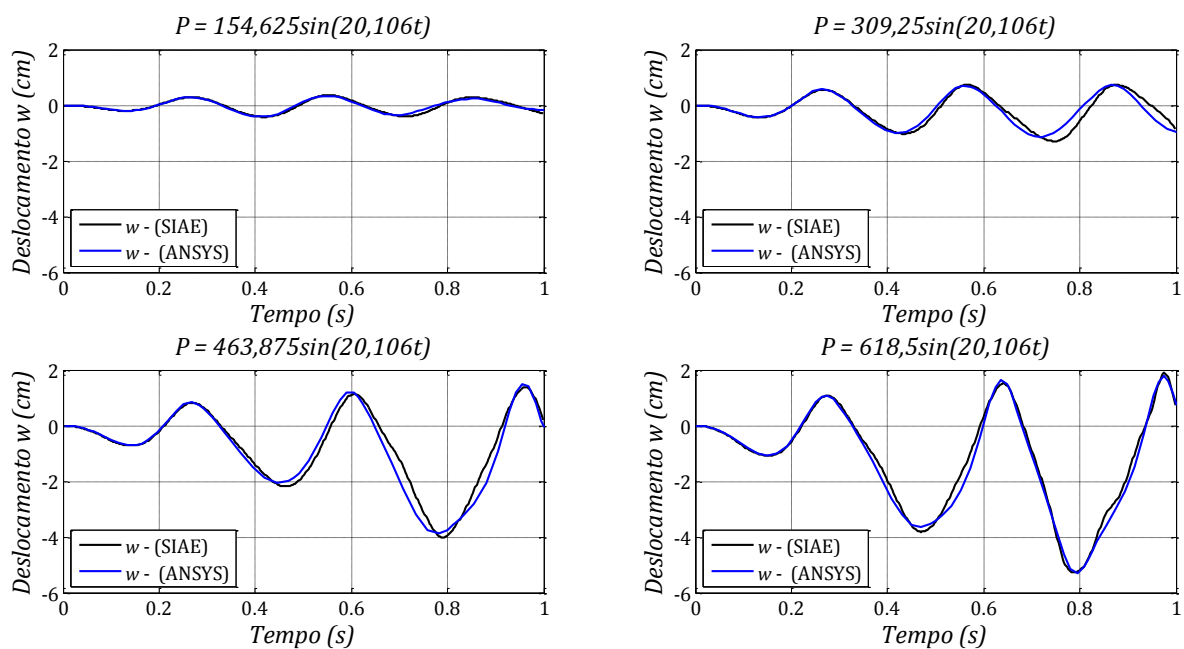 P = 154,625sin(20,106t)
Deslocamento w (cm)
2
0
-2
-4
-6
w - (SIAE)
w - (ANSYS)
0 0.2 0.4 0.6 0.8 1
Tempo (s)
P = 309,25sin(20,106t)
Deslocamento w (cm)
2
0
-2
-4
-6
w - (SIAE)
w - (ANSYS)
0 0.2 0.4 0.6 0.8 1
Tempo (s)
P = 463,875sin(20,106t)
Deslocamento w (cm)
2
0
-2
-4
-6
w - (SIAE)
w - (ANSYS)
0 0.2 0.4 0.6 0.8 1
Tempo (s)
P = 618,5sin(20,106t)
Deslocamento w (cm)
2
0
-2
-4
-6
w - (SIAE)
w - (ANSYS)
0 0.2 0.4 0.6 0.8 1
Tempo (s)